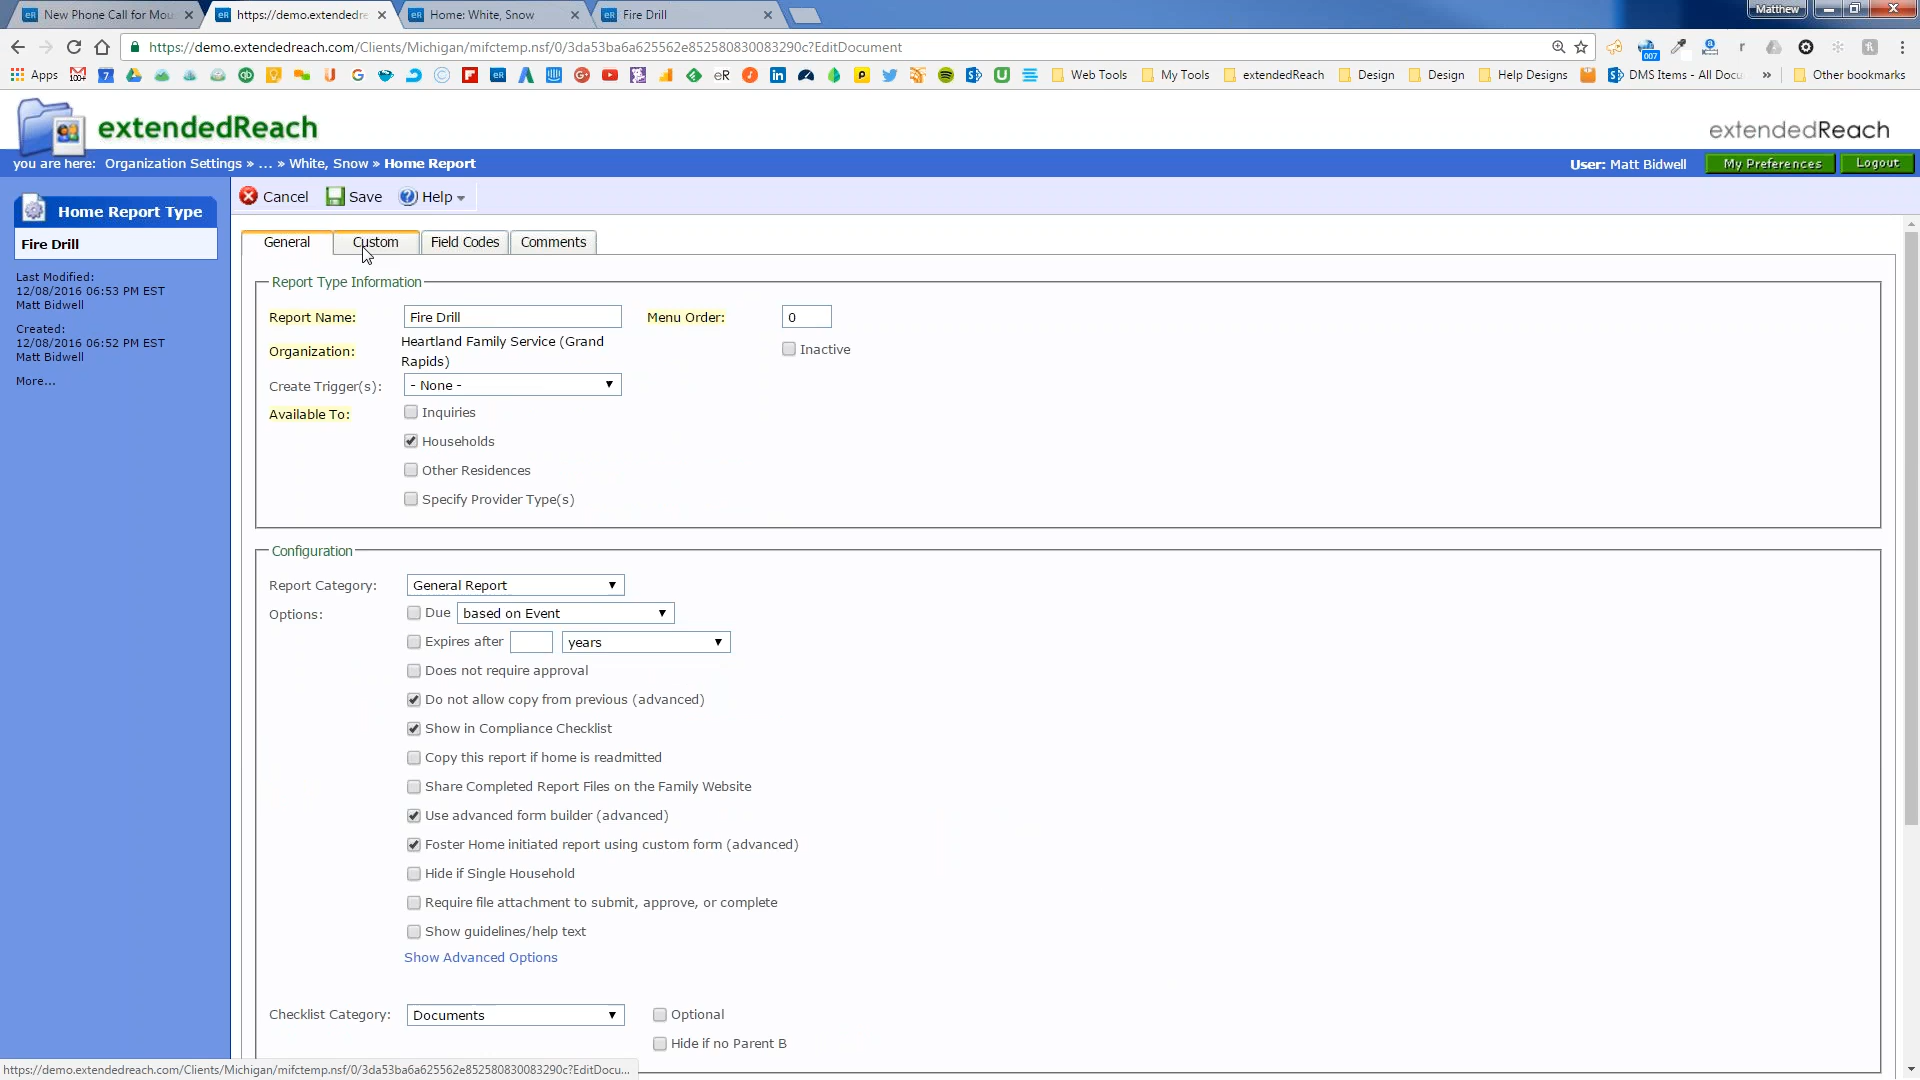 New Phone Call for Mou
https://demo.extendedre
Home: White, Snow
Fire Drill
Matthew
https://demo.extendedreach.com/Clients/Michigan/mifctemp.nsf/0/3da53ba6a625562e852580830083290c?EditDocument
Apps
Web Tools
My Tools
extendedReach
Design
Design
Help Designs
DMS Items - All Docu
Other bookmarks
extendedReach
extendedReach
you are here: Organization Settings » ... » White, Snow » Home Report
User: Matt Bidwell
My Preferences
Logout
Home Report Type
Fire Drill
Last Modified:
12/08/2016 06:53 PM EST
Matt Bidwell
Created:
12/08/2016 06:52 PM EST
Matt Bidwell
More...
Cancel
Save
Help
General
Custom
Field Codes
Comments
Report Type Information
Report Name: Fire Drill
Menu Order: 0
Organization: Heartland Family Service (Grand Rapids)
Inactive
Create Trigger(s): - None -
Available To: Inquiries
Households
Other Residences
Specify Provider Type(s)
Configuration
Report Category: General Report
Options: Due based on Event
Expires after years
Does not require approval
Do not allow copy from previous (advanced)
Show in Compliance Checklist
Copy this report if home is readmitted
Share Completed Report Files on the Family Website
Use advanced form builder (advanced)
Foster Home initiated report using custom form (advanced)
Hide if Single Household
Require file attachment to submit, approve, or complete
Show guidelines/help text
Show Advanced Options
Checklist Category: Documents
Optional
Hide if no Parent B
https://demo.extendedreach.com/Clients/Michigan/mifctemp.nsf/0/3da53ba6a625562e852580830083290c?EditDocu...